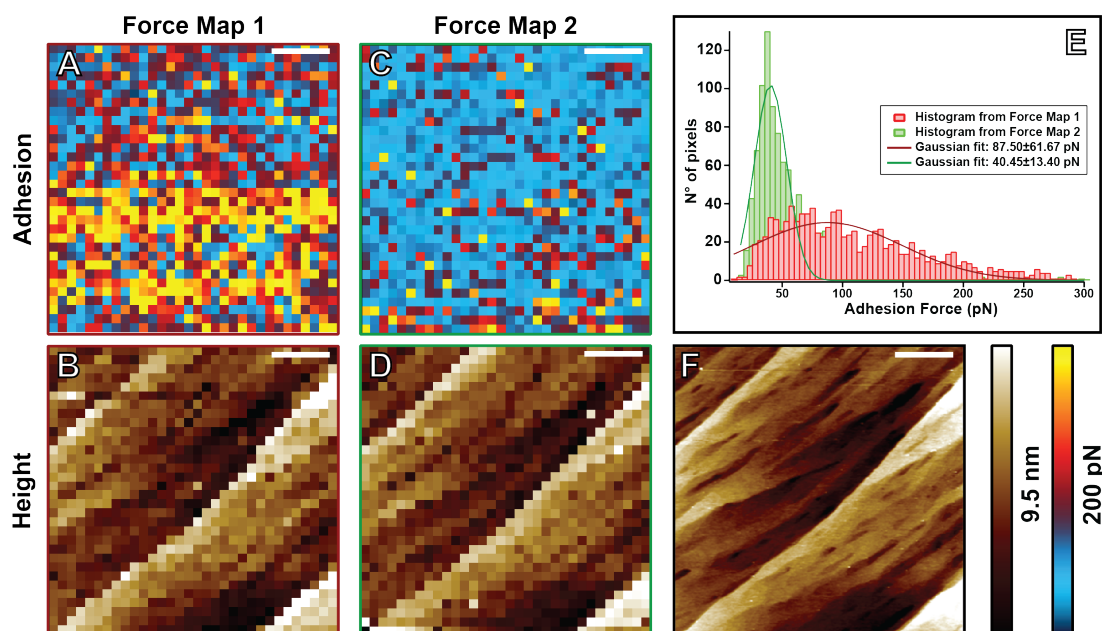 Force Map 1
Force Map 2
A
C
E
Adhesion
N° of pixels
120
100
80
60
40
20
0
50
100
150
200
250
300
Adhesion Force (pN)
Histogram from Force Map 1
Histogram from Force Map 2
Gaussian fit: 87.50±61.67 pN
Gaussian fit: 40.45±13.40 pN
B
D
F
Height
9.5 nm
200 pN